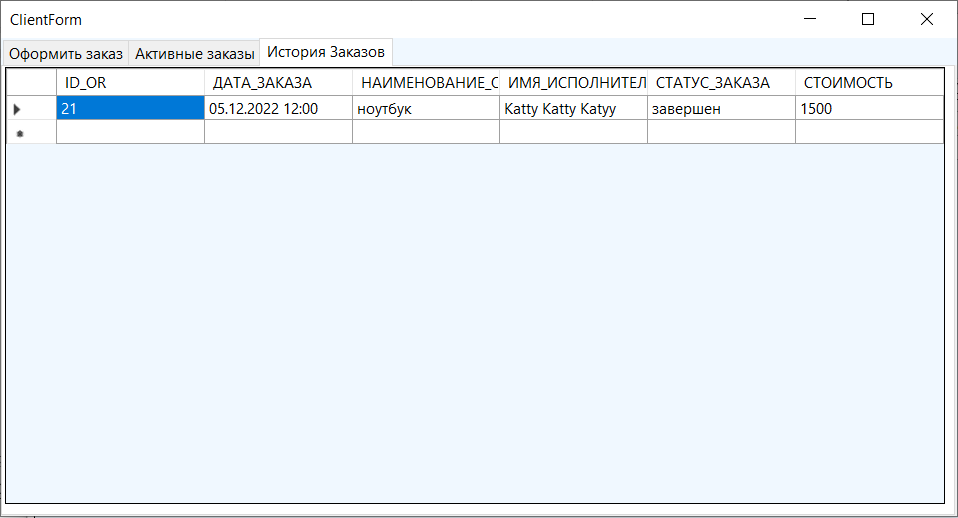 ClientForm
Оформить заказ Активные заказы История Заказов
ID_OR ДАТА_ЗАКАЗА НАИМЕНОВАНИЕ_О ИМЯ_ИСПОЛНИТЕЛ СТАТУС_ЗАКАЗА СТОИМОСТЬ
21 05.12.2022 12:00 ноутбук Katty Katty Katyy завершен 1500